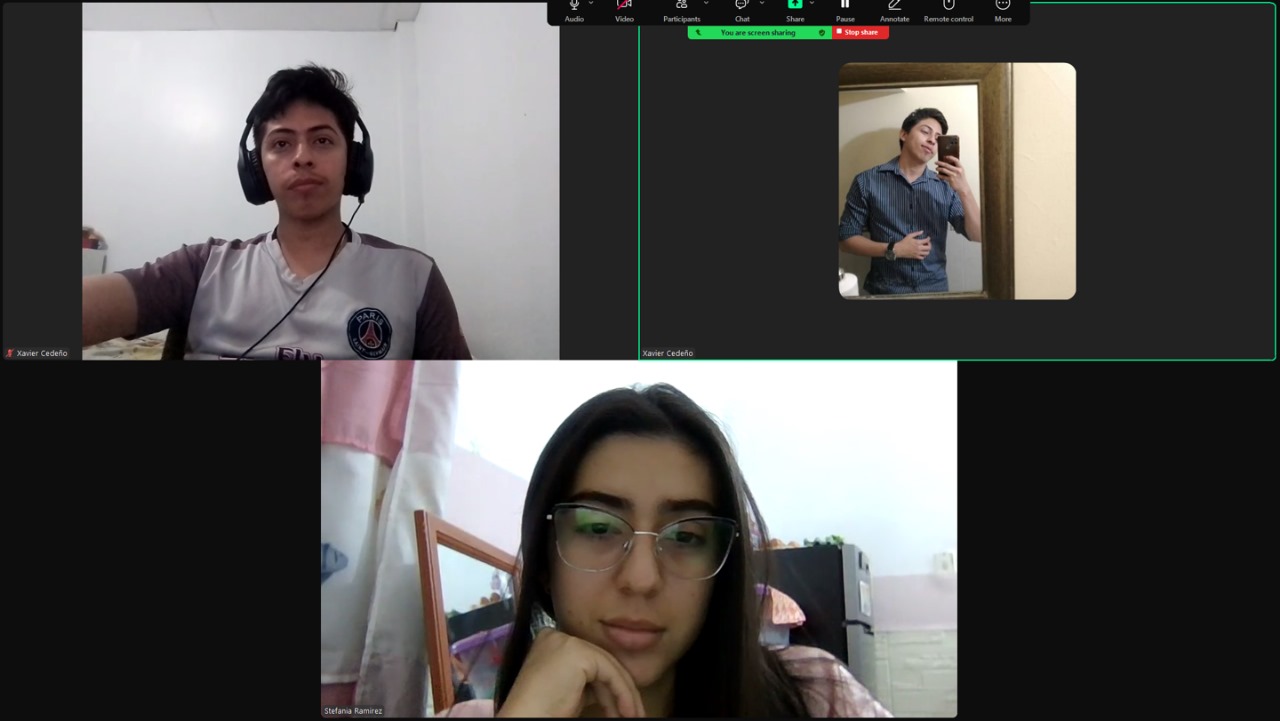 Audio Video Participants Chat Share Pause Annotate Remote control More
You are screen sharing Stop share
PARIS
Xavier Cedeño
Xavier Cedeño
Stefania Ramirez